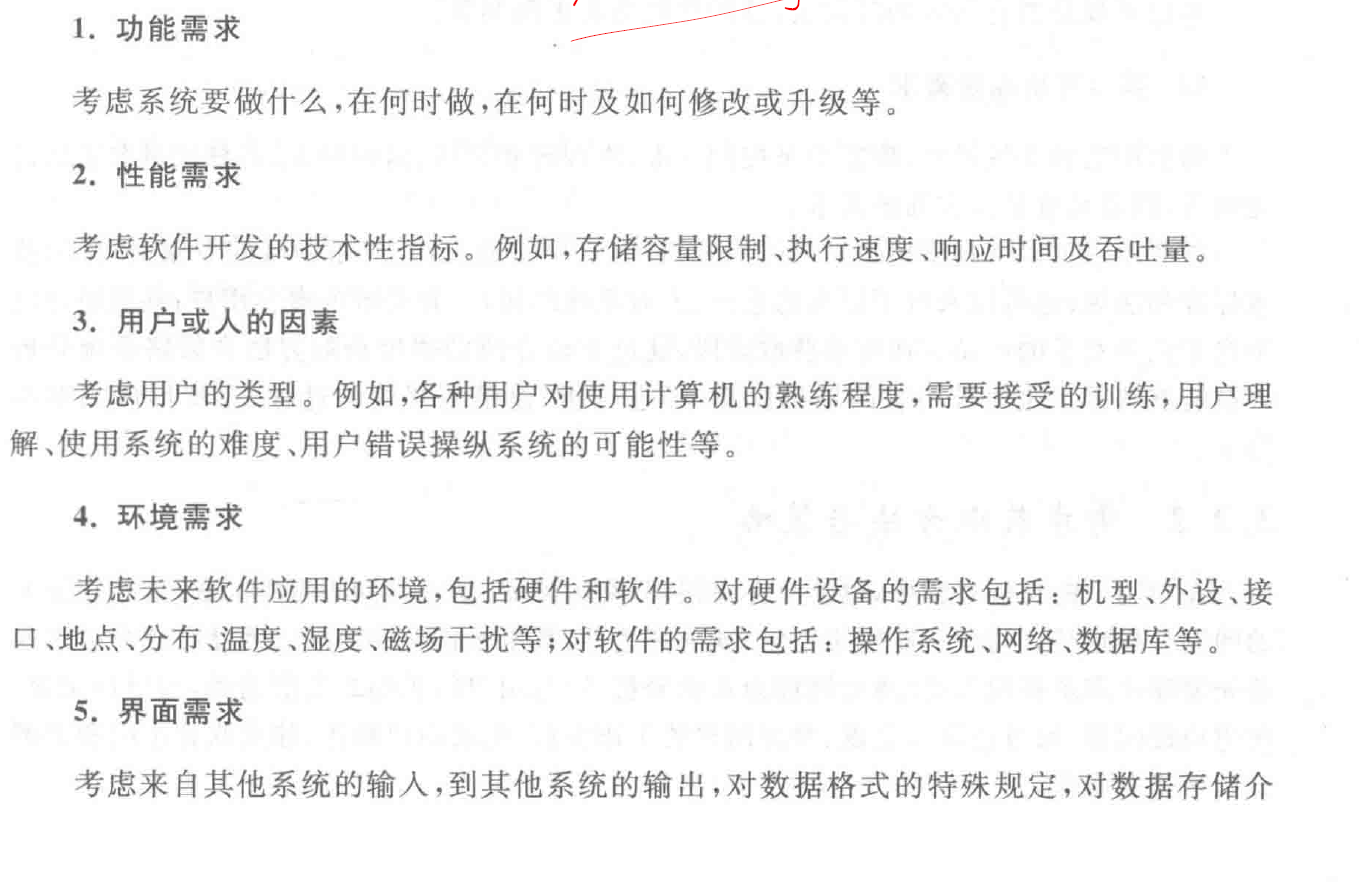 1. 功能需求
考虑系统要做什么,在何时做,在何时及如何修改或升级等。
2. 性能需求
考虑软件开发的技术性指标。例如,存储容量限制、执行速度、响应时间及吞吐量。
3. 用户或人的因素
考虑用户的类型。例如,各种用户对使用计算机的熟练程度,需要接受的训练,用户理
解、使用系统的难度、用户错误操纵系统的可能性等。
4. 环境需求
考虑未来软件应用的环境,包括硬件和软件。对硬件设备的需求包括：机型、外设、接
口、地点、分布、温度、湿度、磁场干扰等;对软件的需求包括：操作系统、网络、数据库等。
5. 界面需求
考虑来自其他系统的输入,到其他系统的输出,对数据格式的特殊规定,对数据存储介